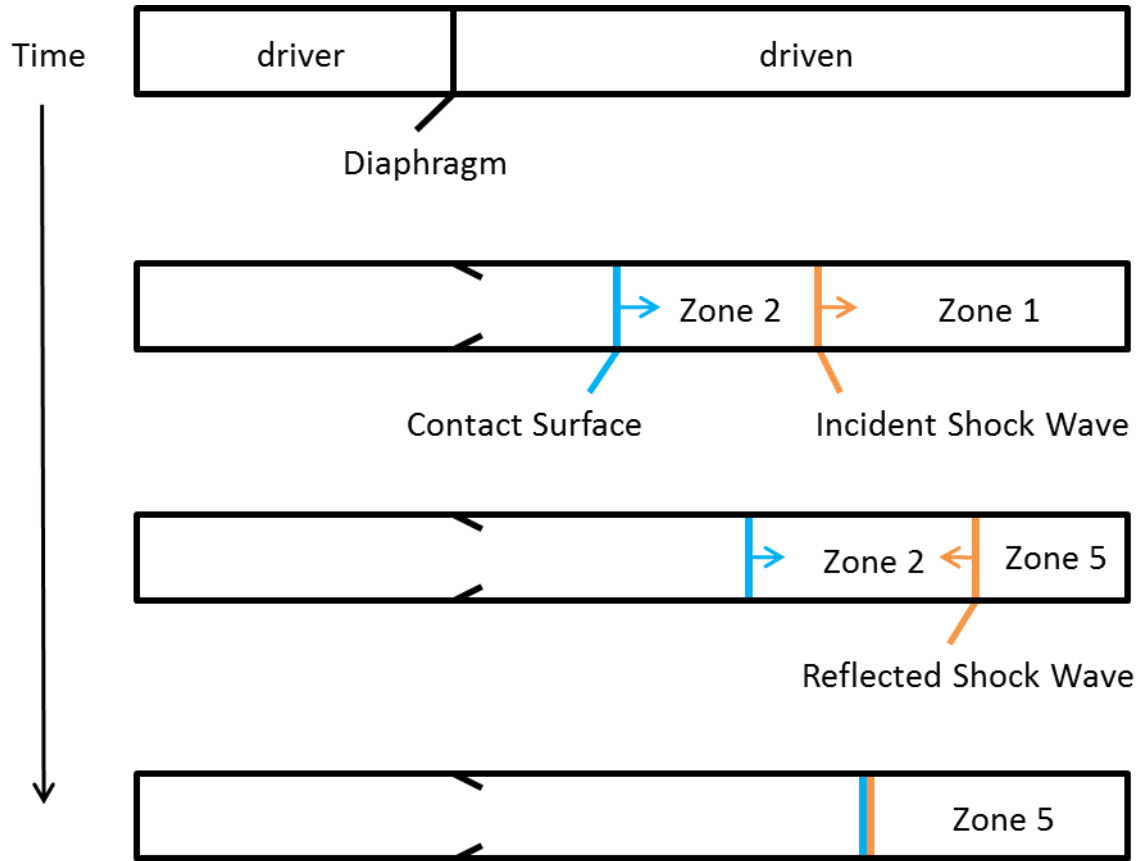 Time
driver
driven
Diaphragm
Zone 2
Zone 1
Contact Surface
Incident Shock Wave
Zone 2
Zone 5
Reflected Shock Wave
Zone 5